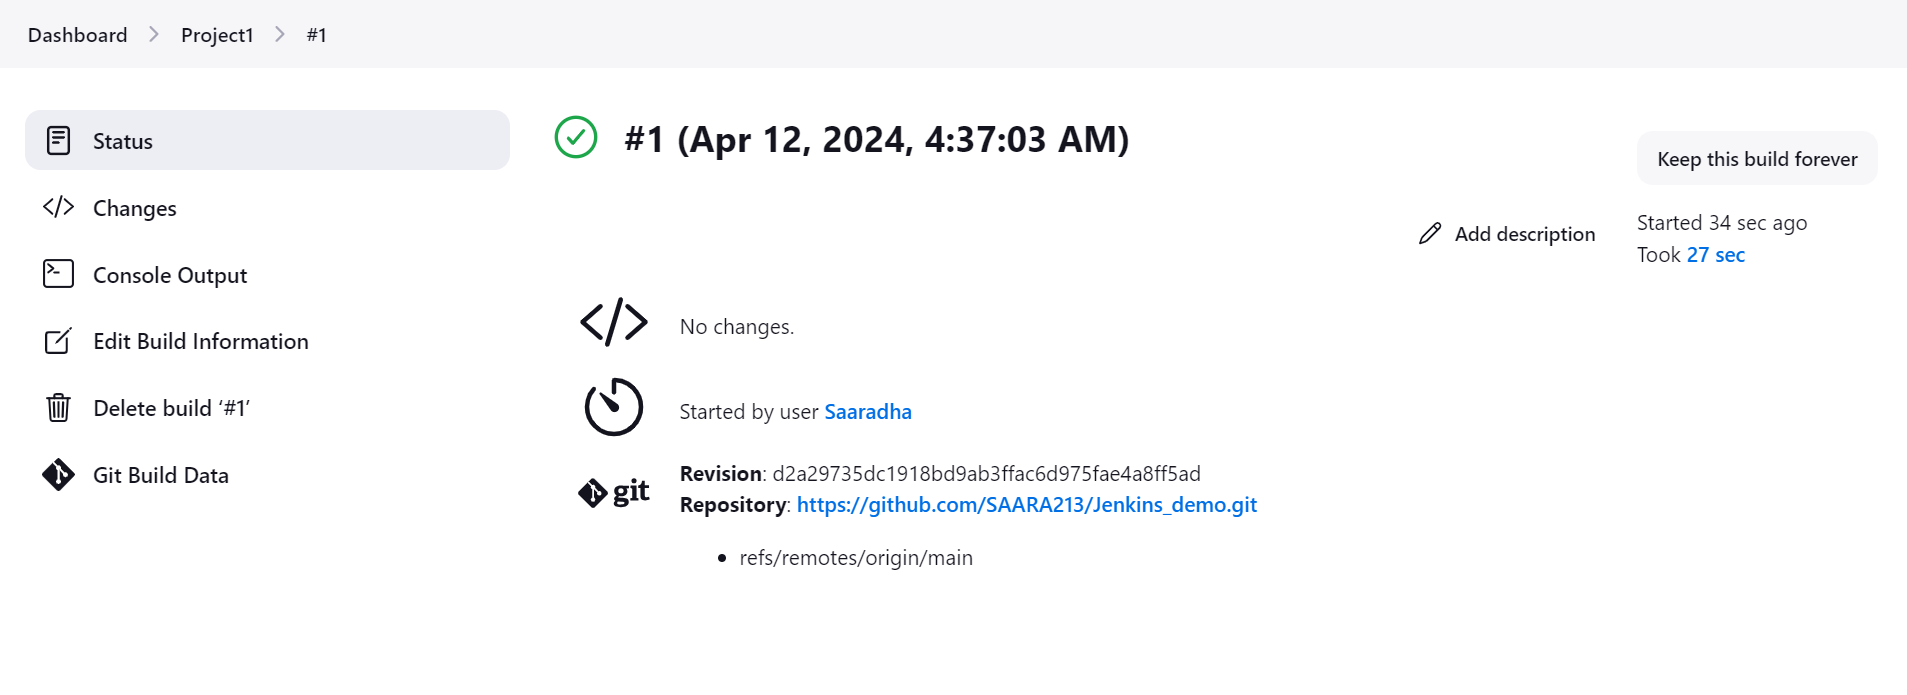 Dashboard Project1 #1
Status
Changes
Console Output
Edit Build Information
Delete build ‘#1’
Git Build Data
#1 (Apr 12, 2024, 4:37:03 AM)
Keep this build forever
Add description
Started 34 sec ago
Took 27 sec
No changes.
Started by user Saaradha
git
Revision: d2a29735dc1918bd9ab3ffac6d975fae4a8ff5ad
Repository: https://github.com/SAARA213/Jenkins_demo.git
• refs/remotes/origin/main